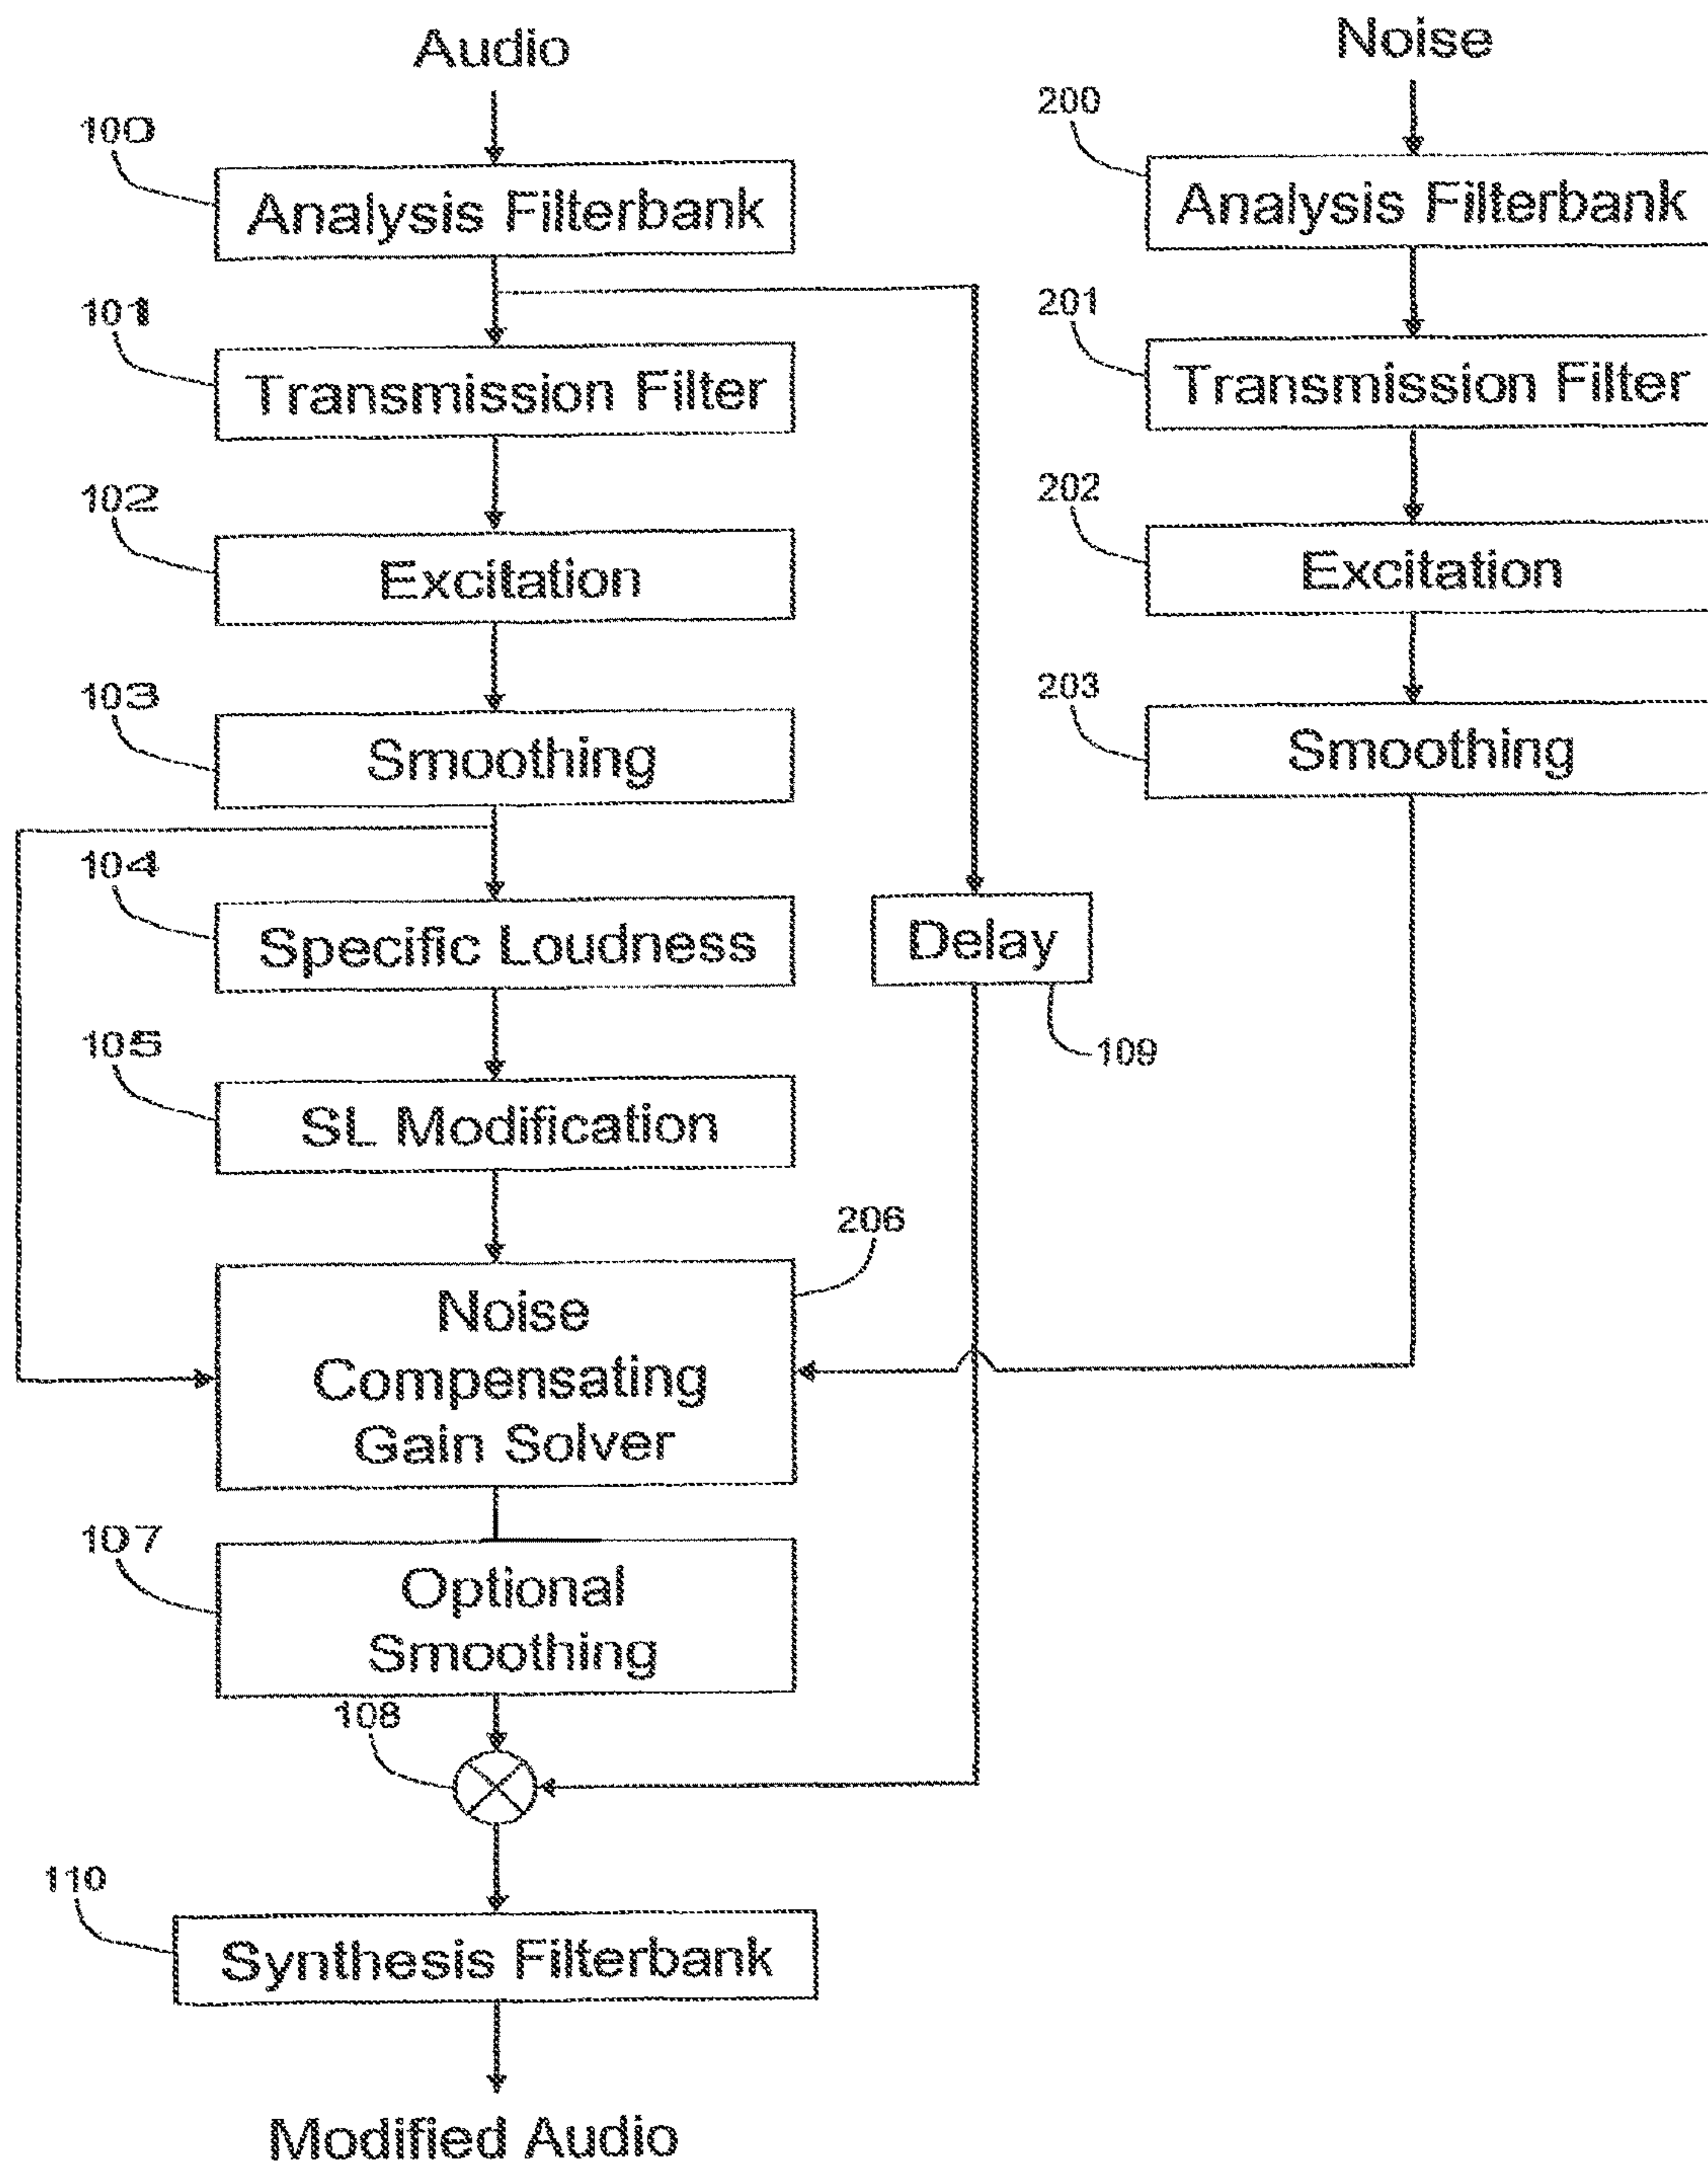 Audio
Noise
100
200
Analysis Filterbank
Analysis Filterbank
101
201
Transmission Filter
Transmission Filter
102
202
Excitation
Excitation
103
203
Smoothing
Smoothing
104
Specific Loudness
Delay
105
109
SL Modification
206
Noise
Compensating
Gain Solver
107
Optional
Smoothing
108
110
Synthesis Filterbank
Modified Audio